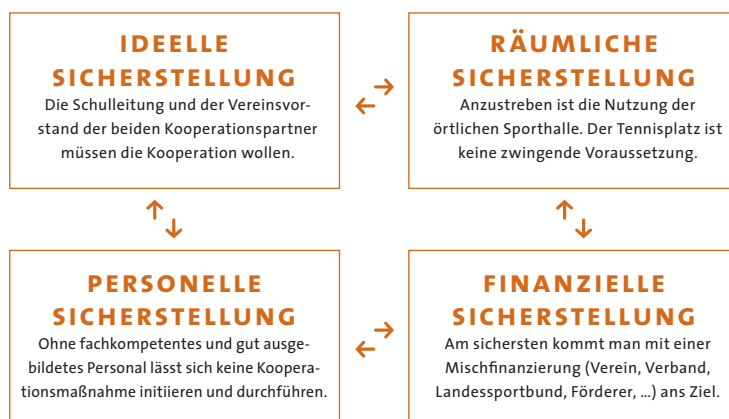 IDEELLE
SICHERSTELLUNG
Die Schulleitung und der Vereinsvor-
stand der beiden Kooperationspartner
müssen die Kooperation wollen.
RÄUMLICHE
SICHERSTELLUNG
Anzustreben ist die Nutzung der
örtlichen Sporthalle. Der Tennisplatz ist
keine zwingende Voraussetzung.
PERSONELLE
SICHERSTELLUNG
Ohne fachkompetentes und gut ausge-
bildetes Personal lässt sich keine Koopera-
tionsmaßnahme initiieren und durchführen.
FINANZIELLE
SICHERSTELLUNG
Am sichersten kommt man mit einer
Mischfinanzierung (Verein, Verband,
Landessportbund, Förderer, …) ans Ziel.